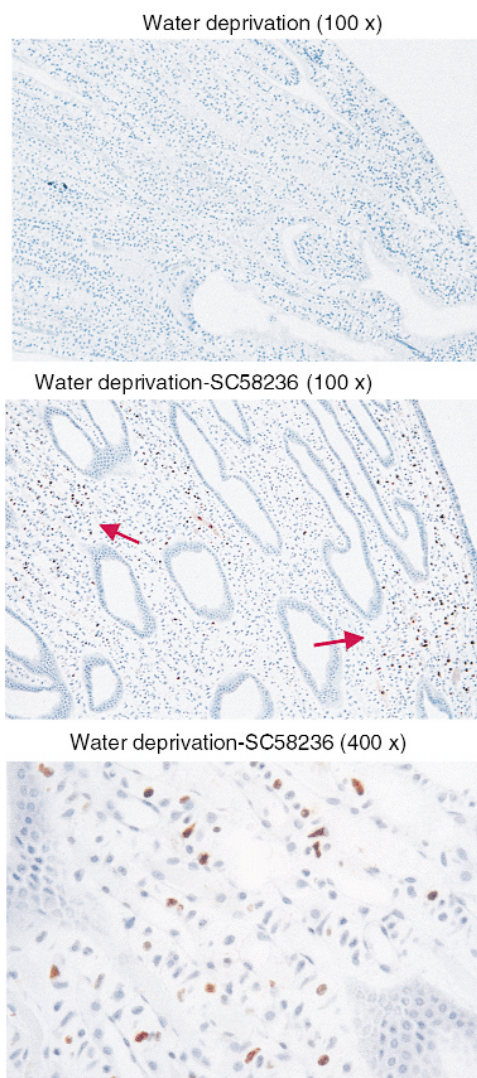 Water deprivation (100 x)
Water deprivation-SC58236 (100 x)
Water deprivation-SC58236 (400 x)